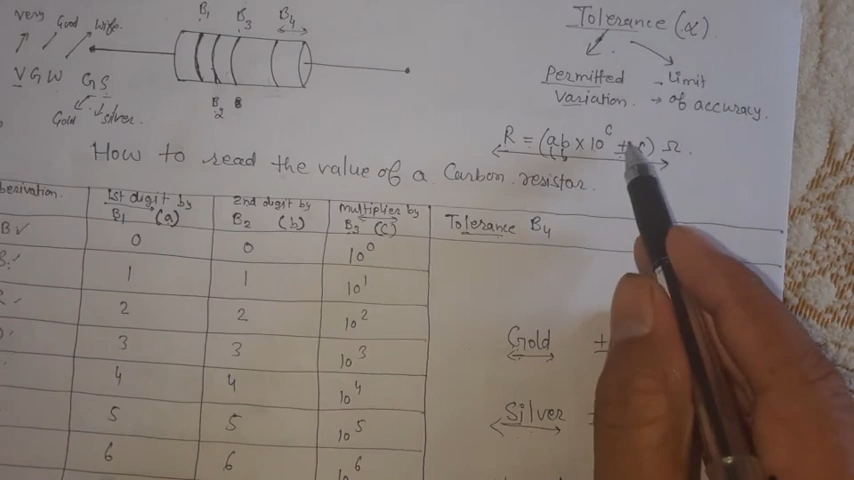 very Good Wife.
B1 B3 B4
V G W G S
B2
Gold silver.
Tolerance (α).
Permitted Variation.
Limit of accuracy.
R = (ab × 10^c ± ) Ω.
How to read the value of a Carbon resistor.
1st digit by B1 (a) 2nd digit by B2 (b) multiplier by B3 (c) Tolerance B4
0 0 10^0
1 1 10^1
2 2 10^2
3 3 10^3
4 4 10^4
5 5 10^5
6 6 10^6
Gold ±
Silver